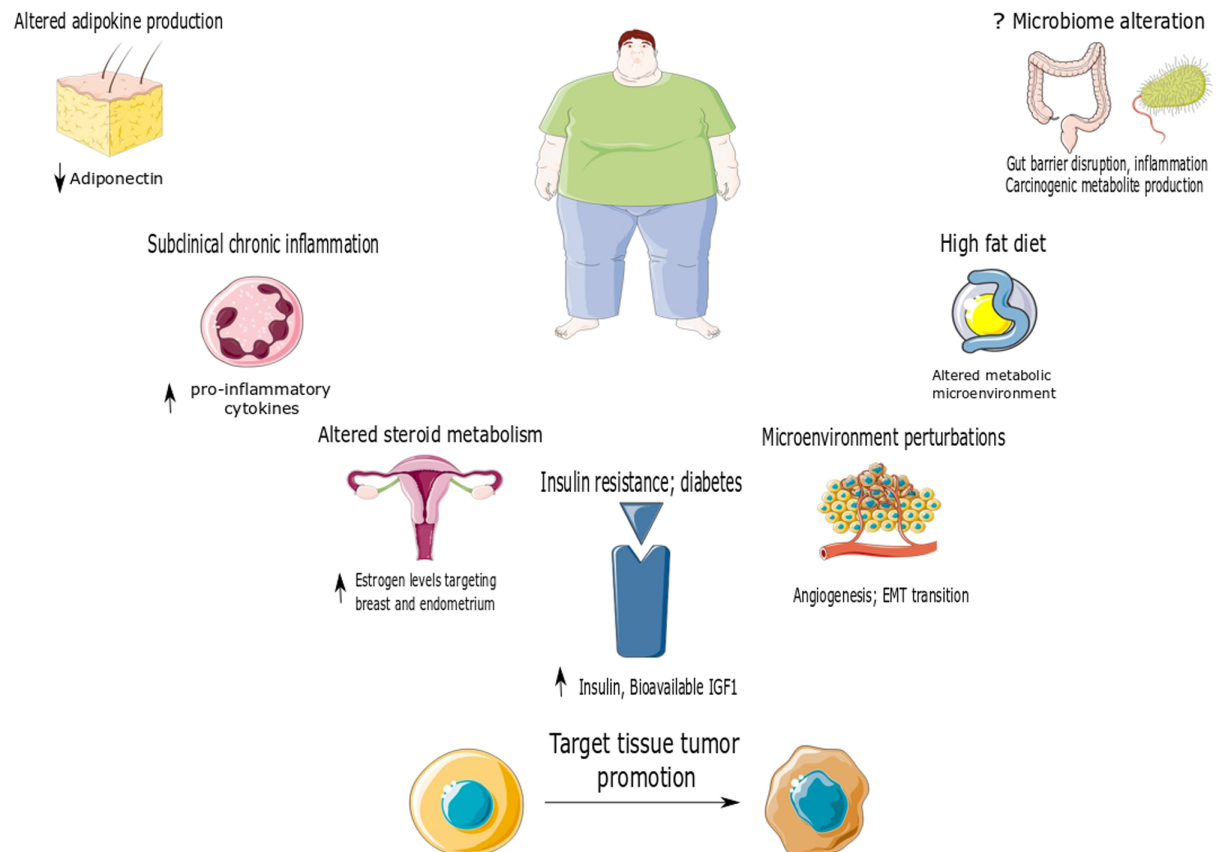 Altered adipokine production
Adiponectin
? Microbiome alteration
Gut barrier disruption, inflammation
Carcinogenic metabolite production
Subclinical chronic inflammation
pro-inflammatory
cytokines
High fat diet
Altered metabolic
microenvironment
Altered steroid metabolism
Estrogen levels targeting
breast and endometrium
Insulin resistance; diabetes
Insulin, Bioavailable IGF1
Microenvironment perturbations
Angiogenesis; EMT transition
Target tissue tumor
promotion